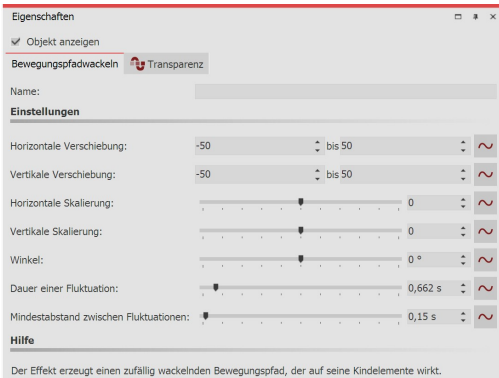 Eigenschaften
Objekt anzeigen
Bewegungspfadwackeln Transparenz
Name:
Einstellungen
Horizontale Verschiebung: -50 bis 50
Vertikale Verschiebung: -50 bis 50
Horizontale Skalierung: 0
Vertikale Skalierung: 0
Winkel: 0 °
Dauer einer Fluktuation: 0,662 s
Mindestabstand zwischen Fluktuationen: 0,15 s
Hilfe
Der Effekt erzeugt einen zufällig wackelnden Bewegungspfad, der auf seine Kindelemente wirkt.